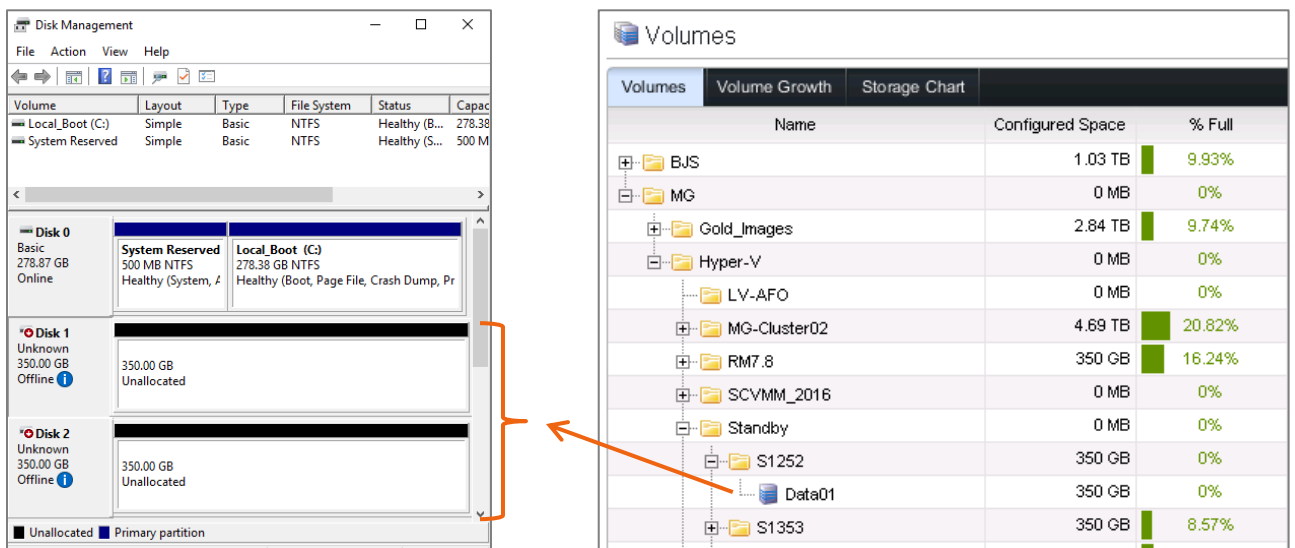 Disk Management
File Action View Help
Volume Layout Type File System Status Capac
Local_Boot (C:) Simple Basic NTFS Healthy (B... 278.38
System Reserved Simple Basic NTFS Healthy (S... 500 M
Disk 0
Basic
278.87 GB
Online
System Reserved
500 MB NTFS
Healthy (System, A
Local_Boot (C:)
278.38 GB NTFS
Healthy (Boot, Page File, Crash Dump, Pr
Disk 1
Unknown
350.00 GB
Offline
350.00 GB
Unallocated
Disk 2
Unknown
350.00 GB
Offline
350.00 GB
Unallocated
Unallocated Primary partition
Volumes
Volumes Volume Growth Storage Chart
Name Configured Space % Full
BJS 1.03 TB 9.93%
MG 0 MB 0%
Gold_Images 2.84 TB 9.74%
Hyper-V 0 MB 0%
LV-AFO 0 MB 0%
MG-Cluster02 4.69 TB 20.82%
RM7.8 350 GB 16.24%
SCVMM_2016 0 MB 0%
Standby 0 MB 0%
S1252 350 GB 0%
Data01 350 GB 0%
S1353 350 GB 8.57%